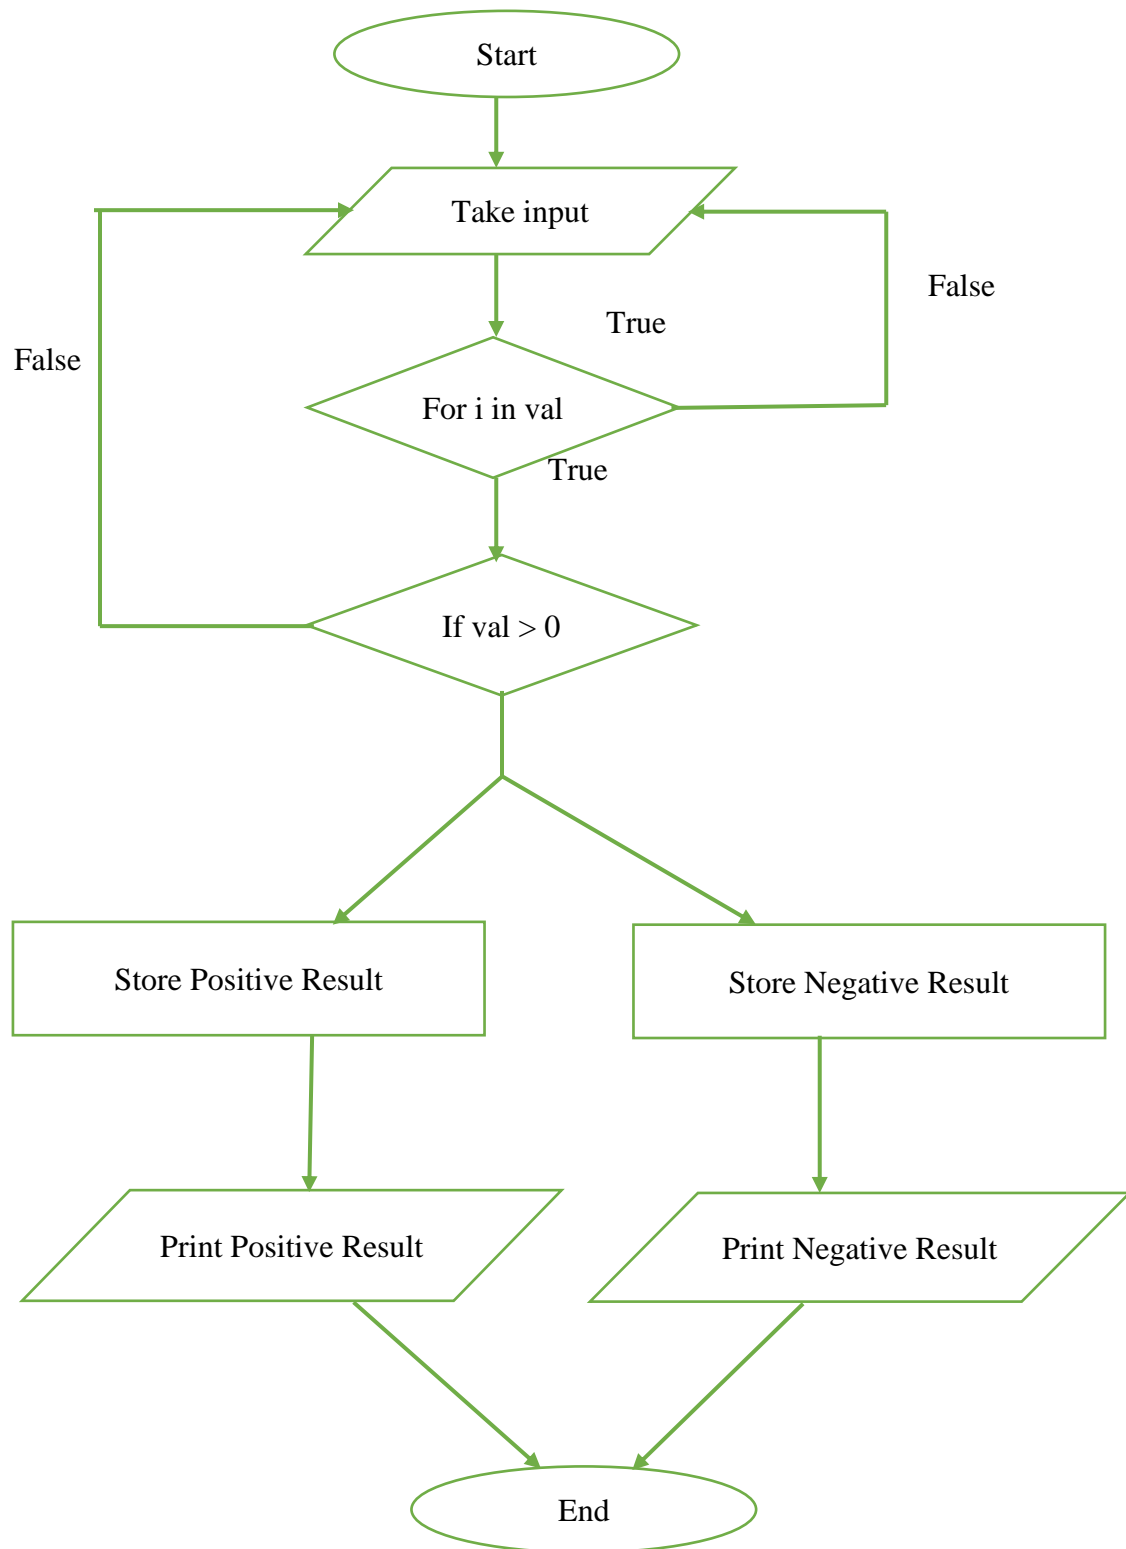 Start
Take input
False
True
False
For i in val
True
If val > 0
Store Positive Result
Store Negative Result
Print Positive Result
Print Negative Result
End